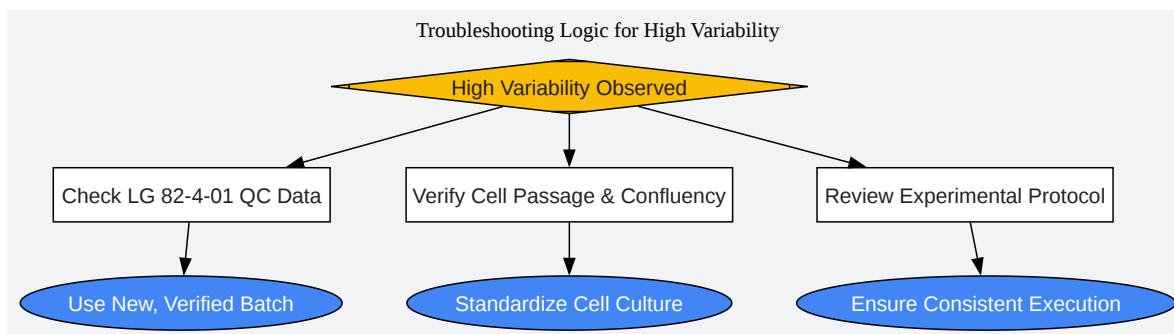 Troubleshooting Logic for High Variability
High Variability Observed
Check LG 82-4-01 QC Data
Verify Cell Passage & Confluency
Review Experimental Protocol
Use New, Verified Batch
Standardize Cell Culture
Ensure Consistent Execution